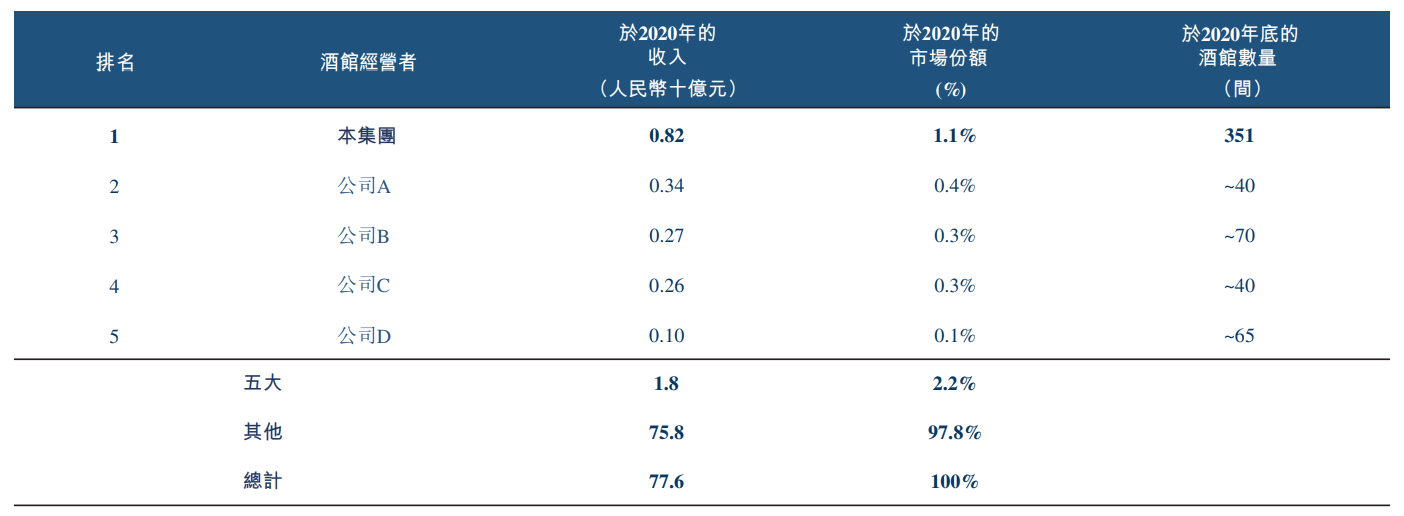 排名 酒館經營者 於2020年的收入（人民幣十億元） 於2020年的市場份額(%) 於2020年底的酒館數量（間）
1 本集團 0.82 1.1% 351
2 公司A 0.34 0.4% ~40
3 公司B 0.27 0.3% ~70
4 公司C 0.26 0.3% ~40
5 公司D 0.10 0.1% ~65
五大 1.8 2.2%
其他 75.8 97.8%
總計 77.6 100%